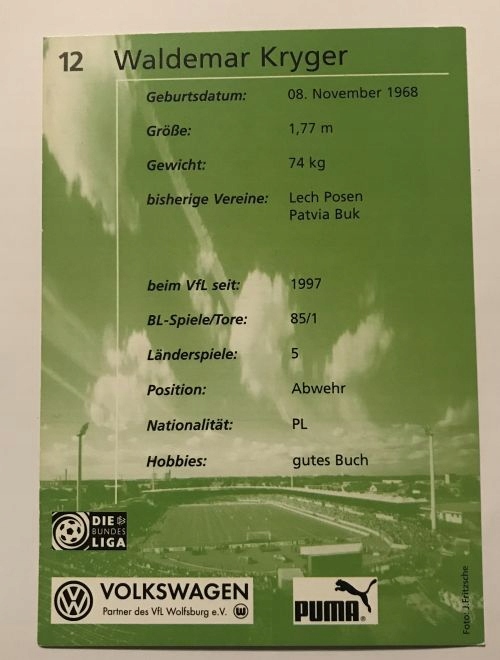 12 Waldemar Kryger
Geburtsdatum: 08. November 1968
Größe: 1,77 m
Gewicht: 74 kg
bisherige Vereine: Lech Posen
Patvia Buk
beim VfL seit: 1997
BL-Spiele/Tore: 85/1
Länderspiele: 5
Position: Abwehr
Nationalität: PL
Hobbies: gutes Buch
DIE
BUNDES
LIGA
VOLKSWAGEN
Partner des VfL Wolfsburg e.V.
PUMA
Foto: J.Fritzsche